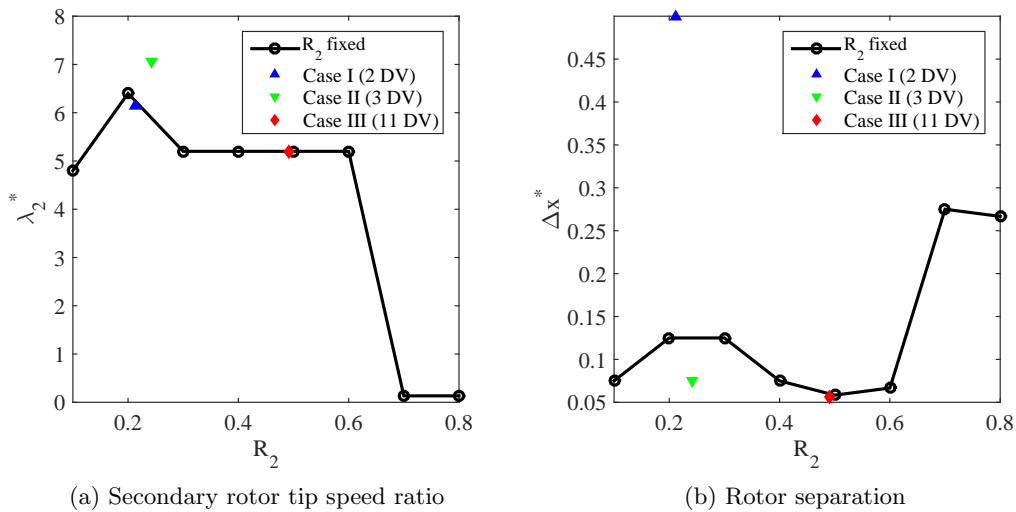 8
7
6
5
4
3
2
1
0
λ₂*
0.2 0.4 0.6 0.8
R₂
R₂ fixed
Case I (2 DV)
Case II (3 DV)
Case III (11 DV)
(a) Secondary rotor tip speed ratio
0.45
0.4
0.35
0.3
0.25
0.2
0.15
0.1
0.05
Δx*
0.2 0.4 0.6 0.8
R₂
R₂ fixed
Case I (2 DV)
Case II (3 DV)
Case III (11 DV)
(b) Rotor separation